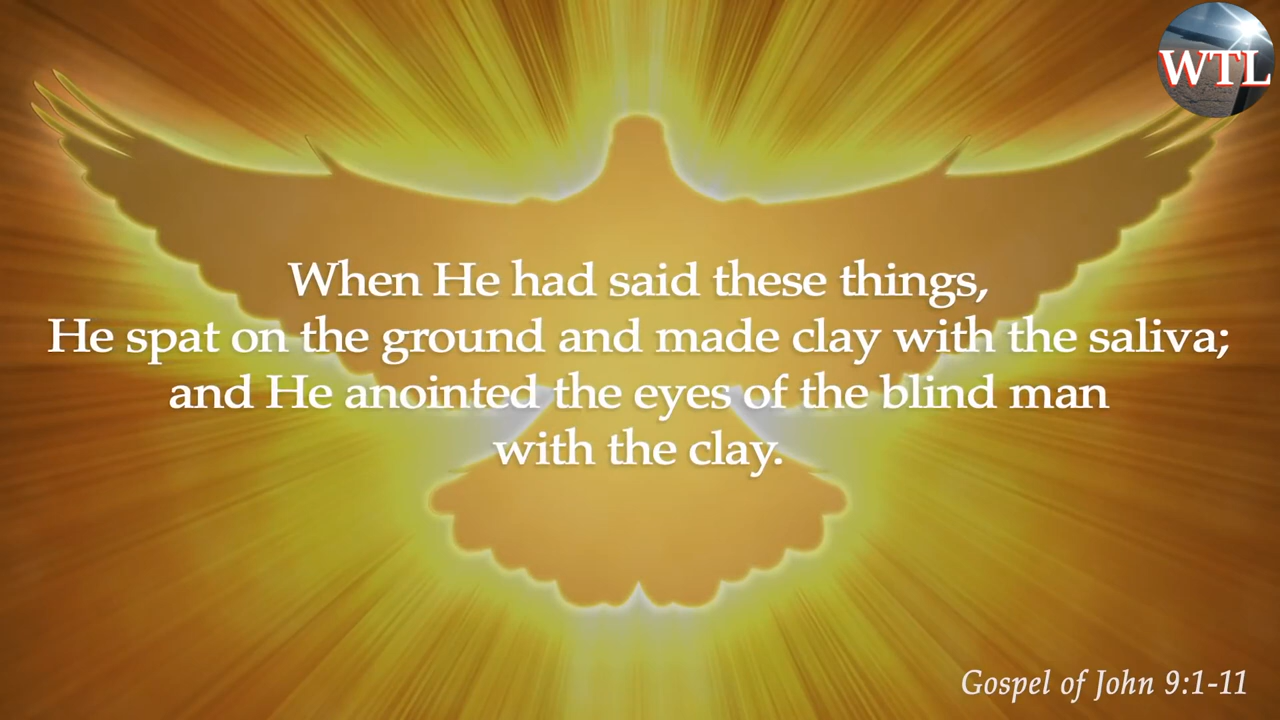 WTL
When He had said these things,
He spat on the ground and made clay with the saliva;
and He anointed the eyes of the blind man
with the clay.
Gospel of John 9:1-11